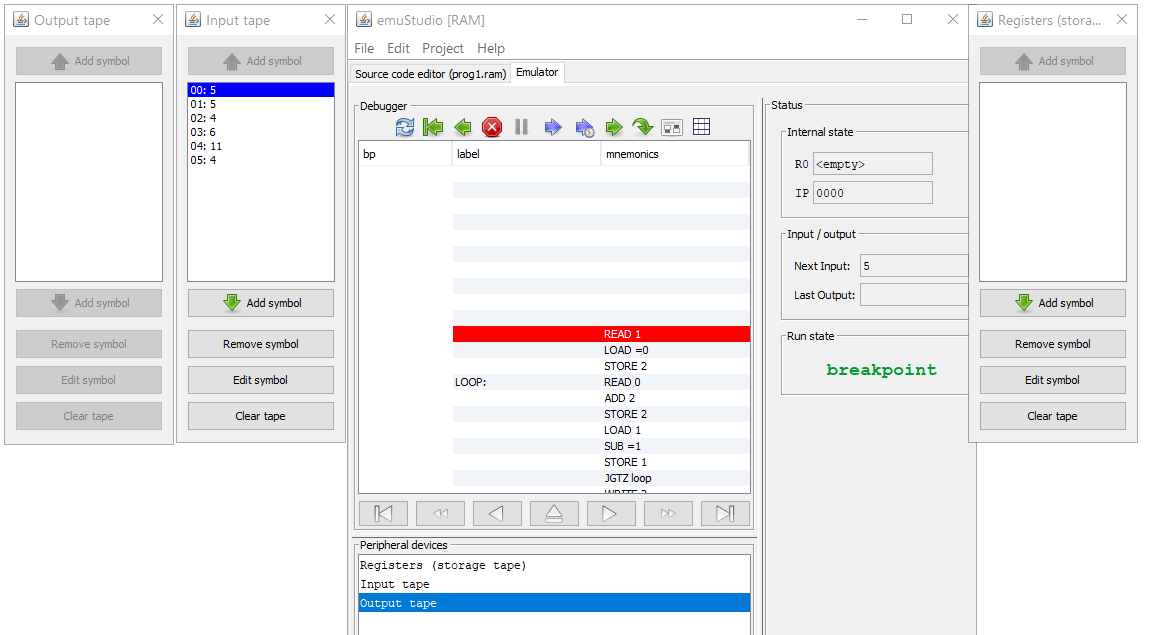 Output tape
Add symbol
Add symbol
Remove symbol
Edit symbol
Clear tape
Input tape
Add symbol
00: 5
01: 5
02: 4
03: 6
04: 11
05: 4
Add symbol
Remove symbol
Edit symbol
Clear tape
emuStudio [RAM]
File Edit Project Help
Source code editor (prog1.ram) Emulator
Debugger
bp label mnemonics
READ 1
LOAD =0
STORE 2
LOOP: READ 0
ADD 2
STORE 2
LOAD 1
SUB =1
STORE 1
JGTZ loop
WRITE 2
Peripheral devices
Registers (storage tape)
Input tape
Output tape
Status
Internal state
R0 <empty>
IP 0000
Input / output
Next Input: 5
Last Output:
Run state
breakpoint
Registers (stora...
Add symbol
Add symbol
Remove symbol
Edit symbol
Clear tape